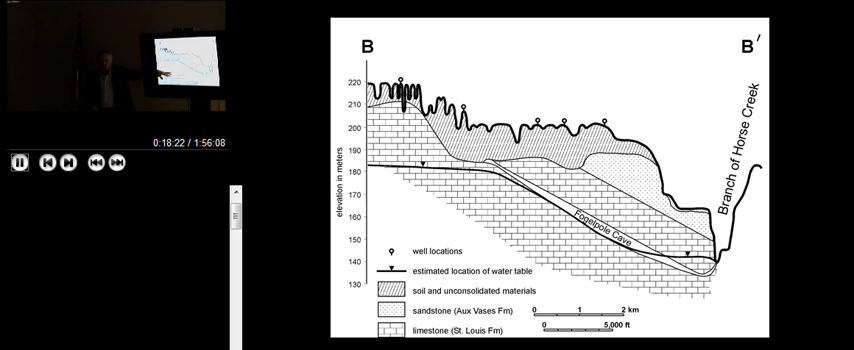 0:18:22 / 1:56:08
B
B ′
220
210
200
190
180
170
160
150
140
130
elevation in meters
Fogelpole Cave
Branch of Horse Creek
well locations
estimated location of water table
soil and unconsolidated materials
sandstone (Aux Vases Fm)
limestone (St. Louis Fm)
0 1 2 km
0 5,000 ft